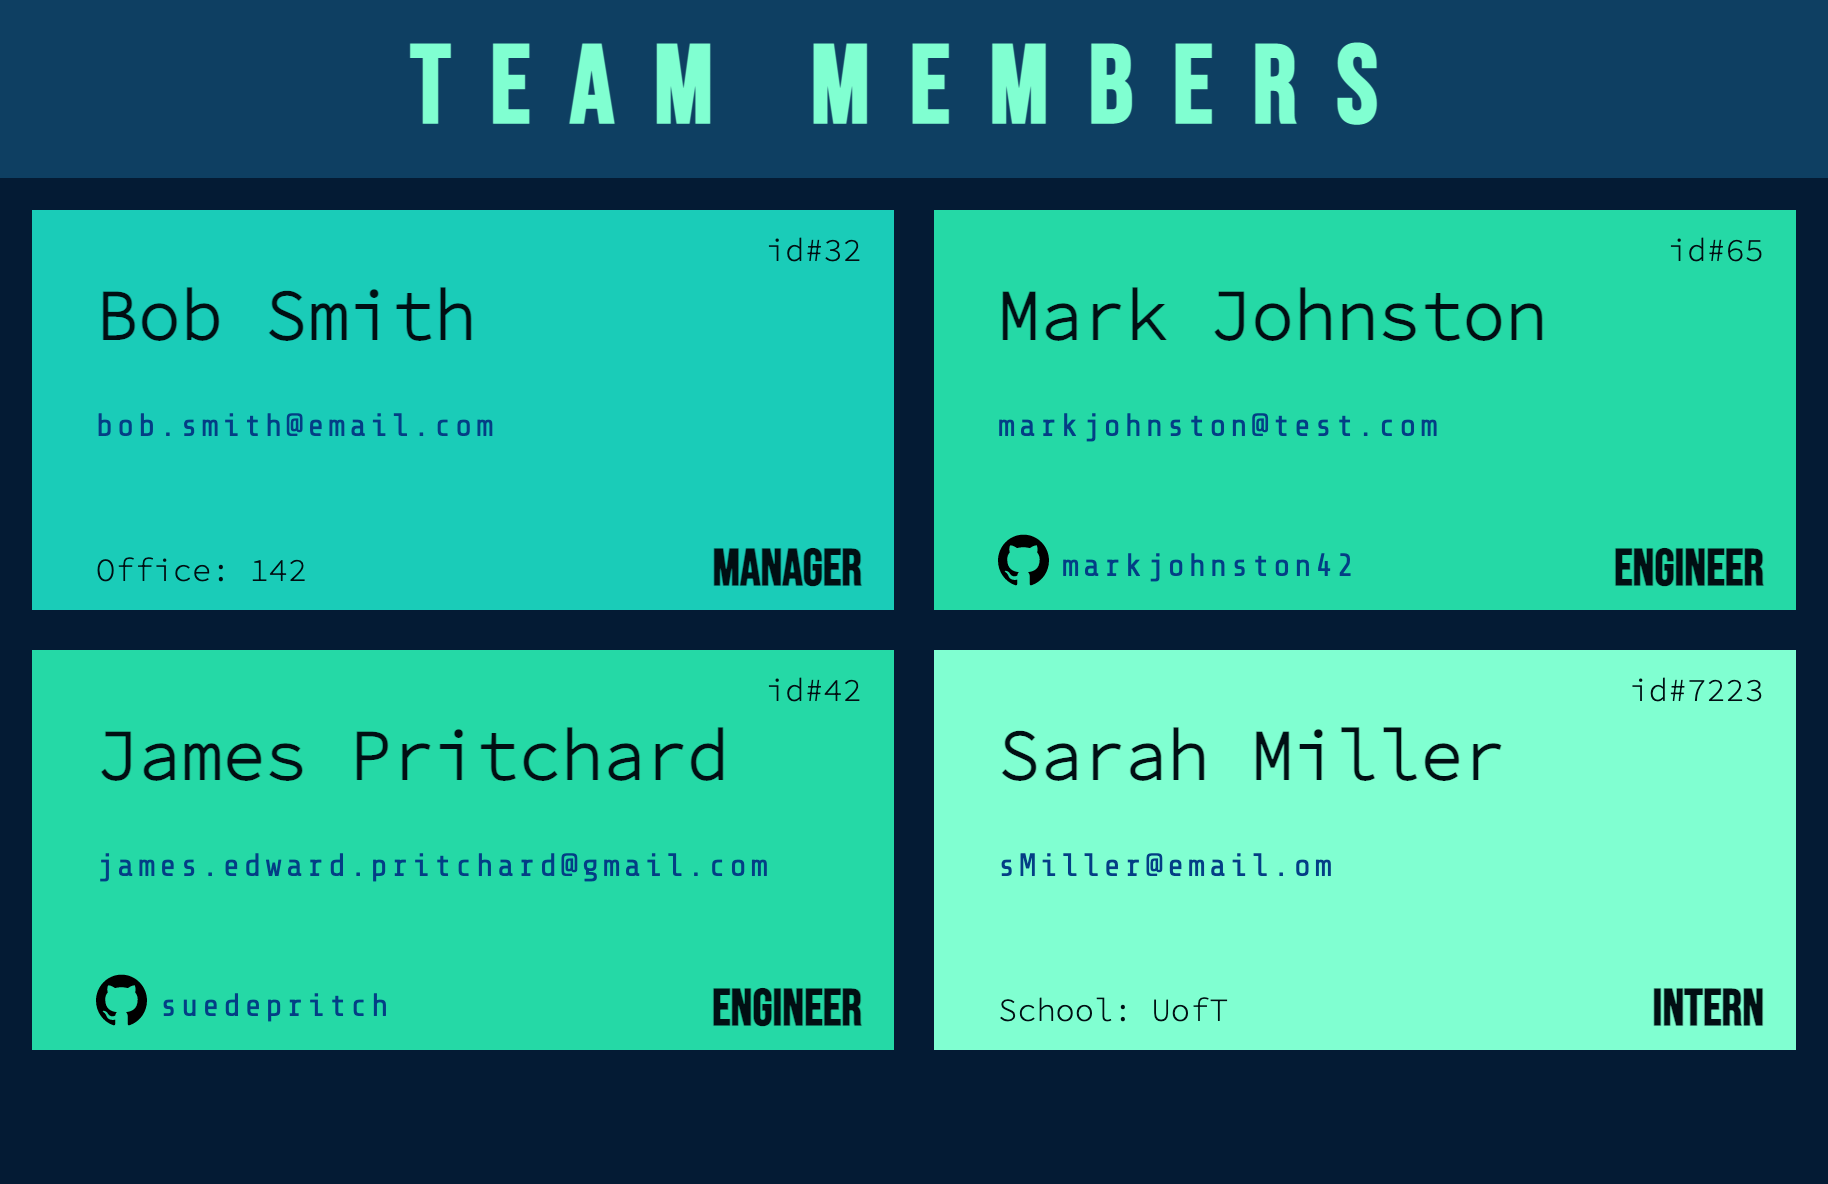 TEAM MEMBERS
id#32
Bob Smith
bob.smith@email.com
Office: 142
MANAGER
id#65
Mark Johnston
markjohnston@test.com
markjohnston42
ENGINEER
id#42
James Pritchard
james.edward.pritchard@gmail.com
suedepritch
ENGINEER
id#7223
Sarah Miller
sMiller@email.om
School: UofT
INTERN